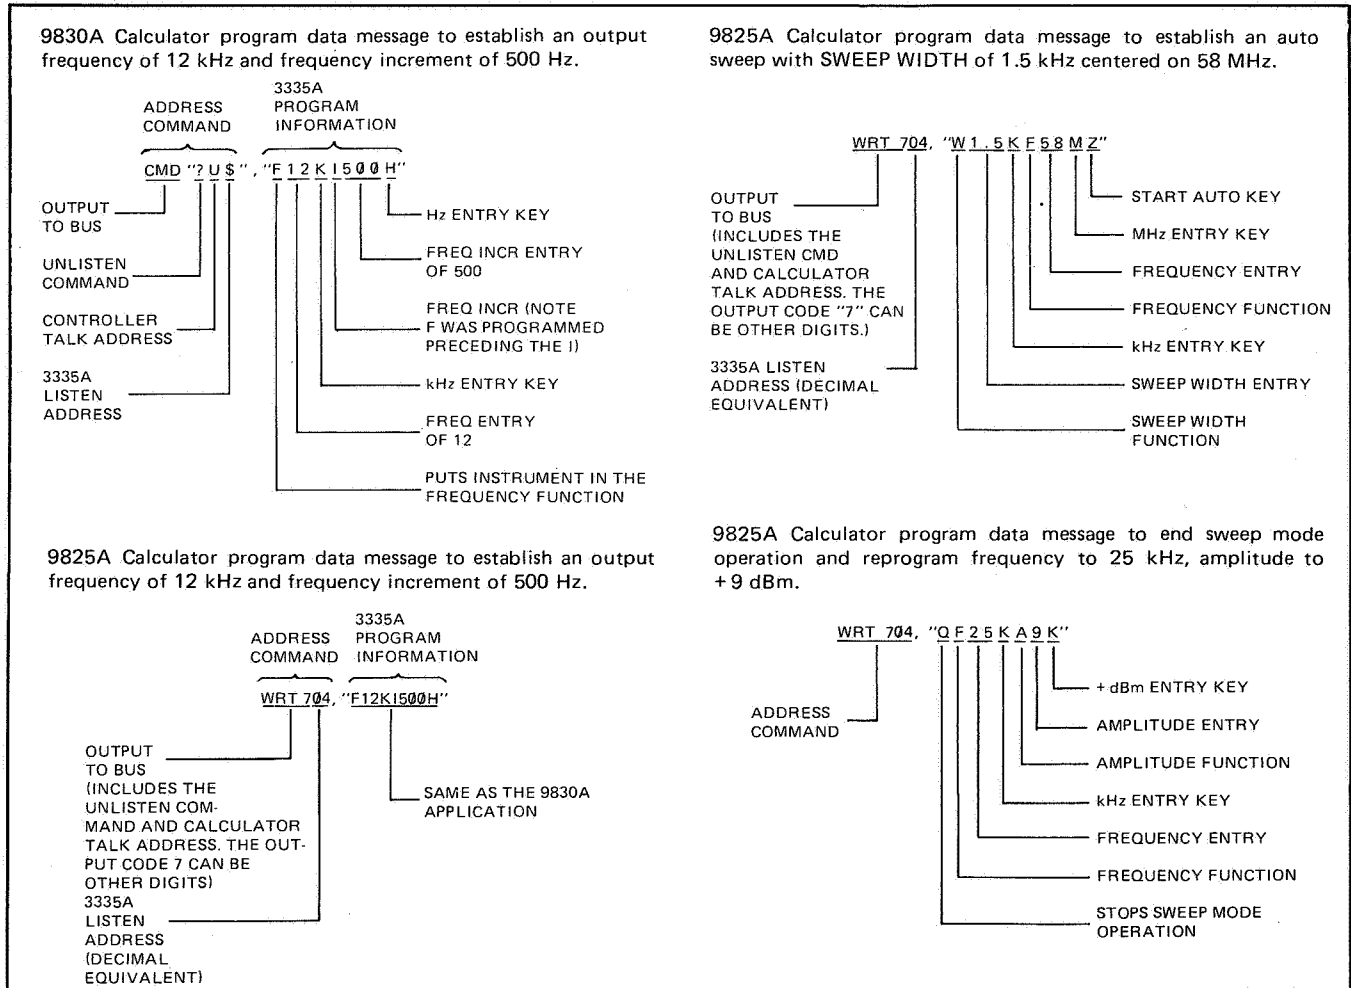 9830A Calculator program data message to establish an output
frequency of 12 kHz and frequency increment of 500 Hz.
ADDRESS
COMMAND
3335A
PROGRAM
INFORMATION
CMD "?U$", "F12KI500H"
OUTPUT
TO BUS
UNLISTEN
COMMAND
CONTROLLER
TALK ADDRESS
3335A
LISTEN
ADDRESS
Hz ENTRY KEY
FREQ INCR ENTRY
OF 500
FREQ INCR (NOTE
F WAS PROGRAMMED
PRECEDING THE I)
kHz ENTRY KEY
FREQ ENTRY
OF 12
PUTS INSTRUMENT IN THE
FREQUENCY FUNCTION
9825A Calculator program data message to establish an output
frequency of 12 kHz and frequency increment of 500 Hz.
ADDRESS
COMMAND
3335A
PROGRAM
INFORMATION
WRT 704, "F12KI500H"
OUTPUT
TO BUS
(INCLUDES THE
UNLISTEN COM-
MAND AND CALCULATOR
TALK ADDRESS. THE OUT-
PUT CODE 7 CAN BE
OTHER DIGITS)
3335A
LISTEN
ADDRESS
(DECIMAL
EQUIVALENT)
SAME AS THE 9830A
APPLICATION
9825A Calculator program data message to establish an auto
sweep with SWEEP WIDTH of 1.5 kHz centered on 58 MHz.
WRT 704, "W1.5KF58MZ"
OUTPUT
TO BUS
(INCLUDES THE
UNLISTEN CMD
AND CALCULATOR
TALK ADDRESS. THE
OUTPUT CODE "7" CAN
BE OTHER DIGITS.)
3335A LISTEN
ADDRESS (DECIMAL
EQUIVALENT)
START AUTO KEY
MHz ENTRY KEY
FREQUENCY ENTRY
FREQUENCY FUNCTION
kHz ENTRY KEY
SWEEP WIDTH ENTRY
SWEEP WIDTH
FUNCTION
9825A Calculator program data message to end sweep mode
operation and reprogram frequency to 25 kHz, amplitude to
+9 dBm.
WRT 704, "QF25KA9K"
ADDRESS
COMMAND
+dBm ENTRY KEY
AMPLITUDE ENTRY
AMPLITUDE FUNCTION
kHz ENTRY KEY
FREQUENCY ENTRY
FREQUENCY FUNCTION
STOPS SWEEP MODE
OPERATION